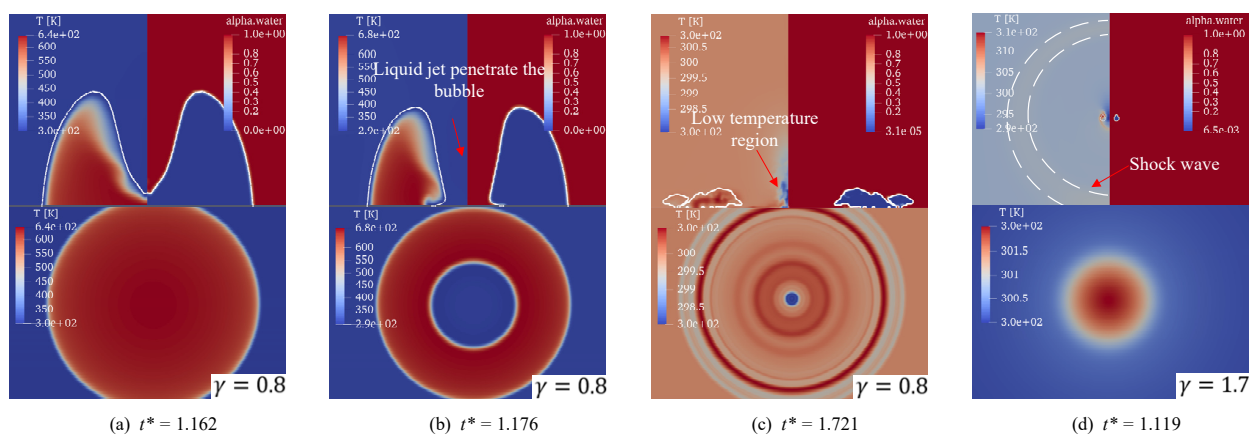 T [K]
6.4e+02
600
550
500
450
400
350
3.0e+02
alpha.water
1.0e+00
0.8
0.7
0.6
0.5
0.4
0.3
0.2
0.0e+00
T [K]
6.4e+02
600
550
500
450
400
350
3.0e+02
γ = 0.8
(a) t* = 1.162
T [K]
6.8e+02
600
550
500
450
400
350
2.9e+02
alpha.water
1.0e+00
0.8
0.7
0.6
0.5
0.4
0.3
0.2
0.0e+00
Liquid jet penetrate the
bubble
T [K]
6.8e+02
600
550
500
450
400
350
2.9e+02
γ = 0.8
(b) t* = 1.176
T [K]
3.0e+02
300
299.5
299
298.5
3.0e+02
alpha.water
1.0e+00
0.8
0.7
0.6
0.5
0.4
0.3
0.2
3.1e 05
Low temperature
region
T [K]
3.0e+02
300
299.5
299
298.5
3.0e+02
γ = 0.8
(c) t* = 1.721
T [K]
3.1e+02
305
300
295
2.9e+02
alpha.water
1.0e+00
0.8
0.7
0.6
0.5
0.4
0.3
0.2
6.5e-03
Shock wave
T [K]
3.0e+02
301.5
301
300.5
3.0e+02
γ = 1.7
(d) t* = 1.119